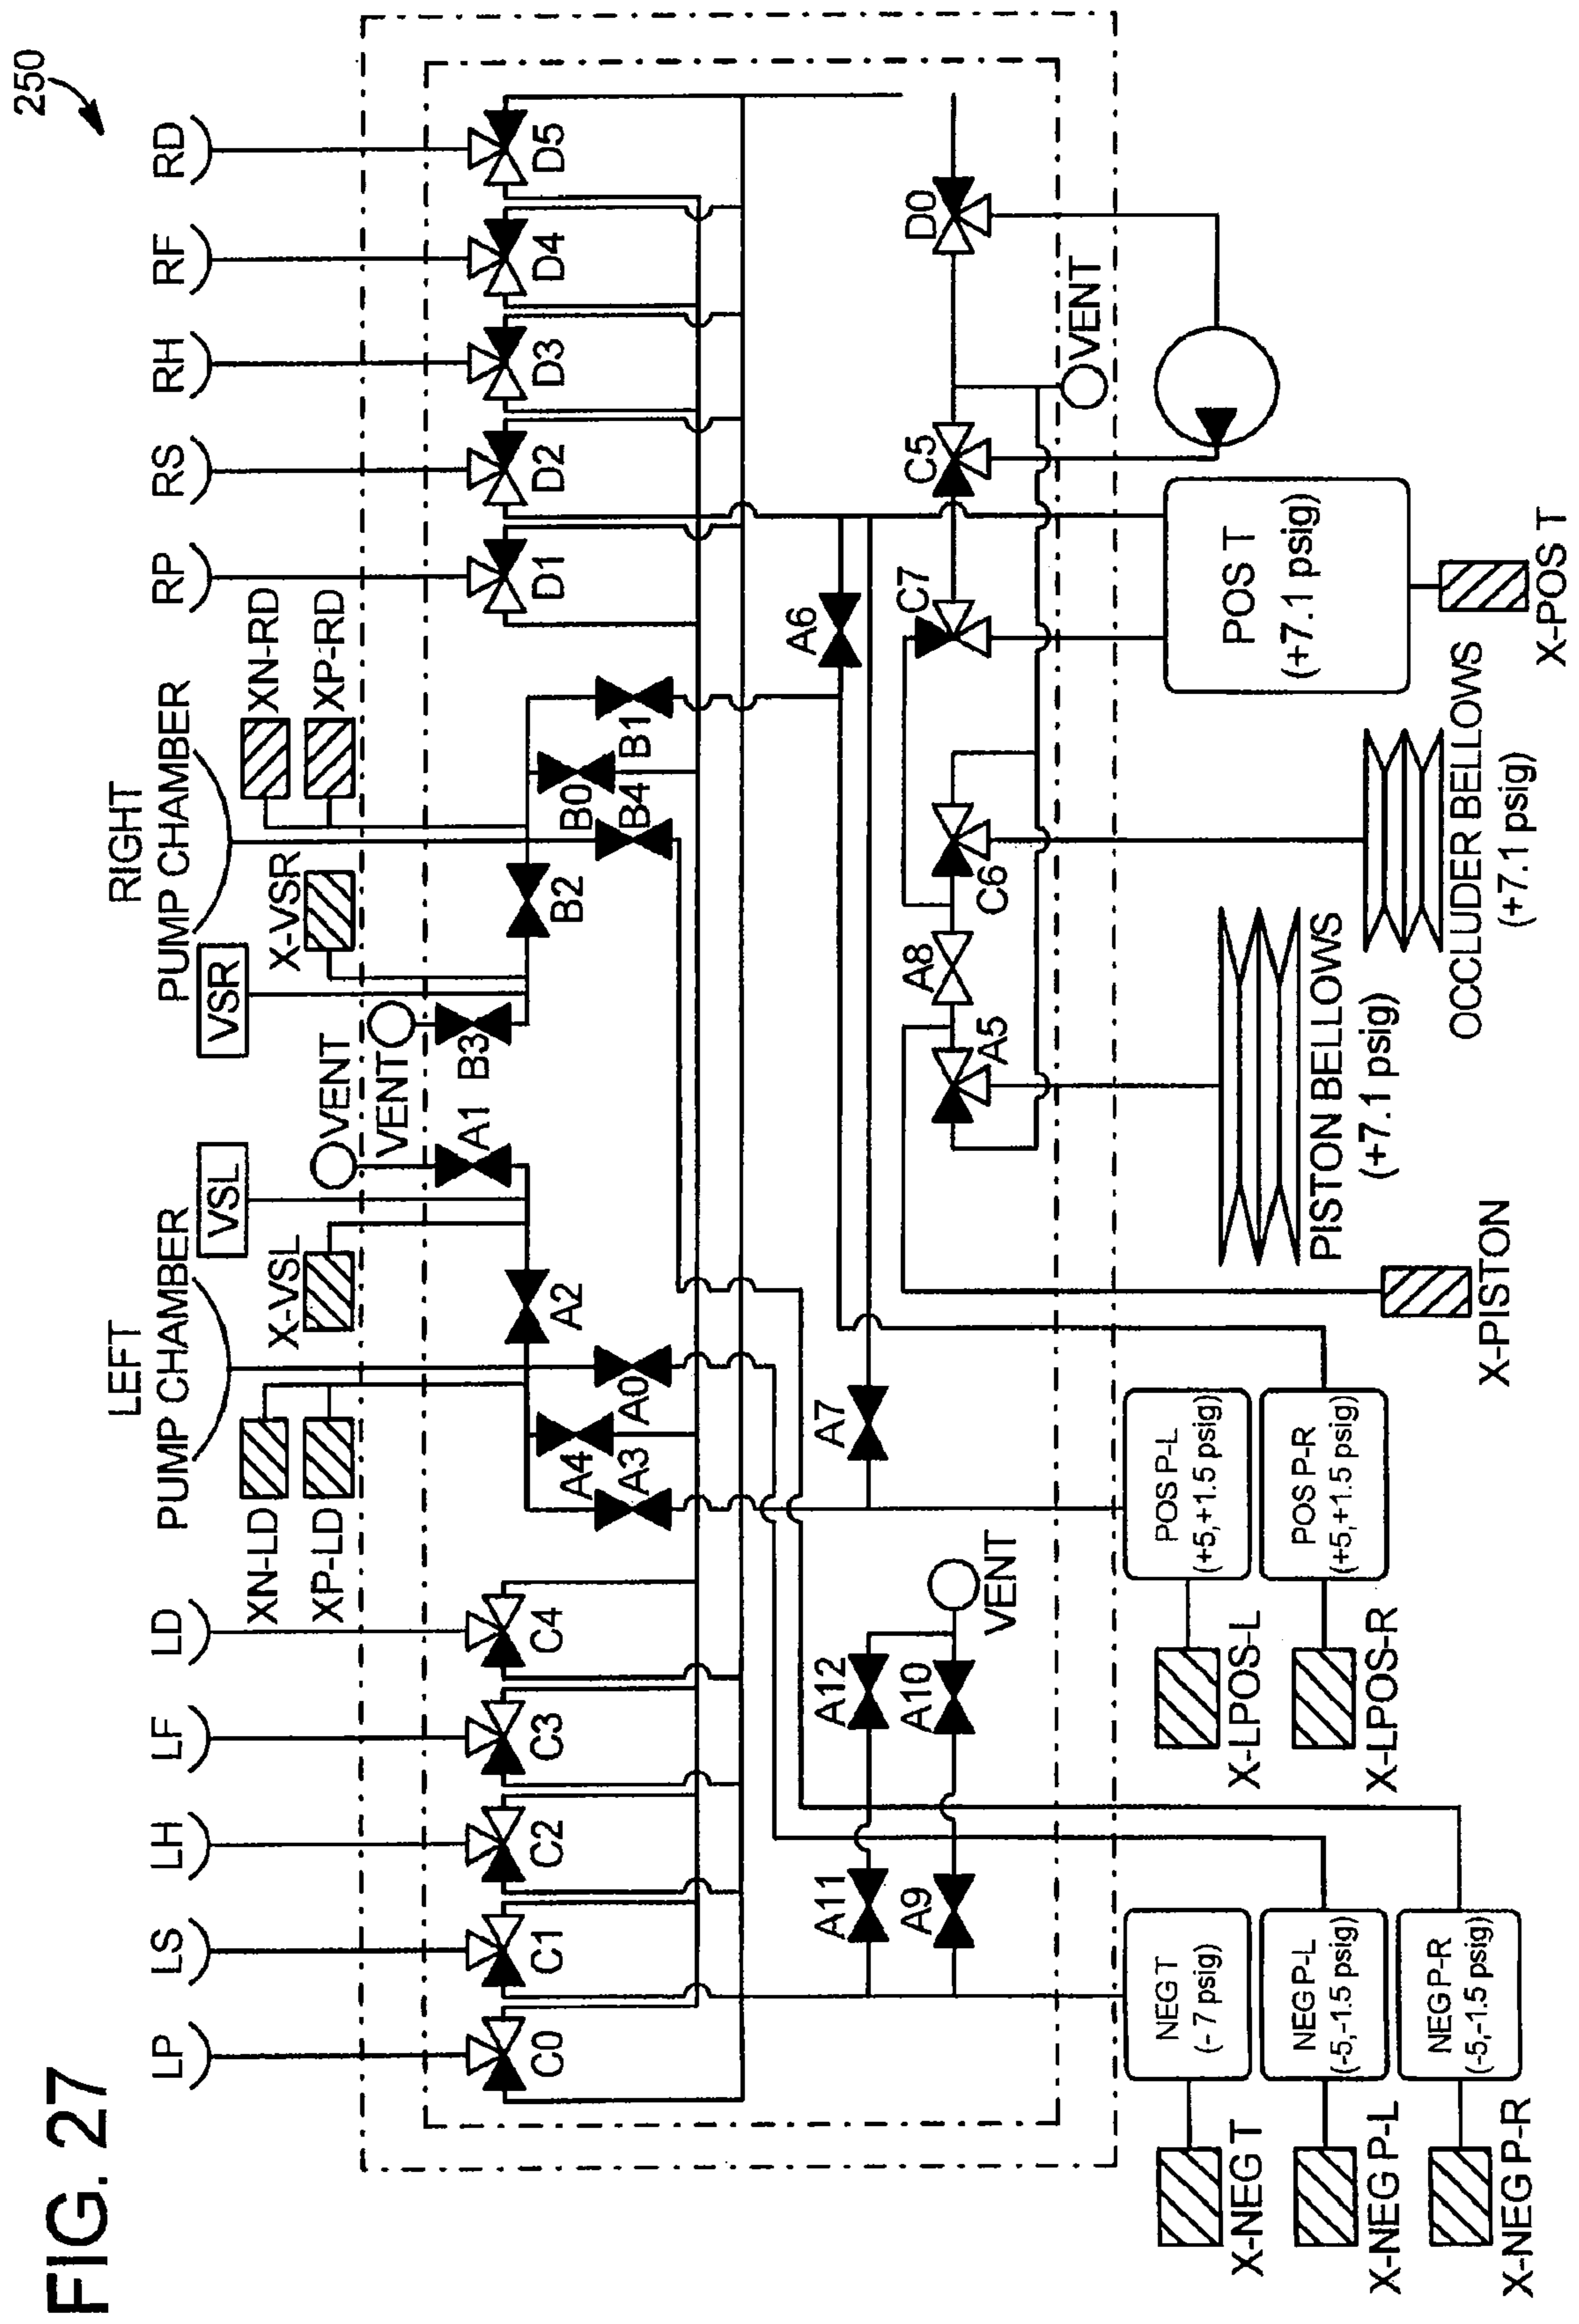 FIG. 27
250
LP
LS
LH
LF
LD
LEFT
PUMP CHAMBER
XN-LD
XP-LD
X-VSL
VSL
VENT
VENT
VSR
X-VSR
RIGHT
PUMP CHAMBER
XN-RD
XP-RD
RP
RS
RH
RF
RD
C0
C1
C2
C3
C4
A4
A3
A0
A2
A1
B3
B2
B0
B4
B1
D1
D2
D3
D4
D5
A11
A9
A12
A10
VENT
A7
A6
A5
A8
C6
C7
C5
D0
VENT
NEG T
(-7 psig)
NEG P-L
(-5,-1.5 psig)
NEG P-R
(-5,-1.5 psig)
X-NEG T
X-NEG P-L
X-NEG P-R
POS P-L
(+5,+1.5 psig)
POS P-R
(+5,+1.5 psig)
X-LPOS-L
X-LPOS-R
X-PISTON
PISTON BELLOWS
(+7.1 psig)
OCCLUDER BELLOWS
(+7.1 psig)
POS T
(+7.1 psig)
X-POS T